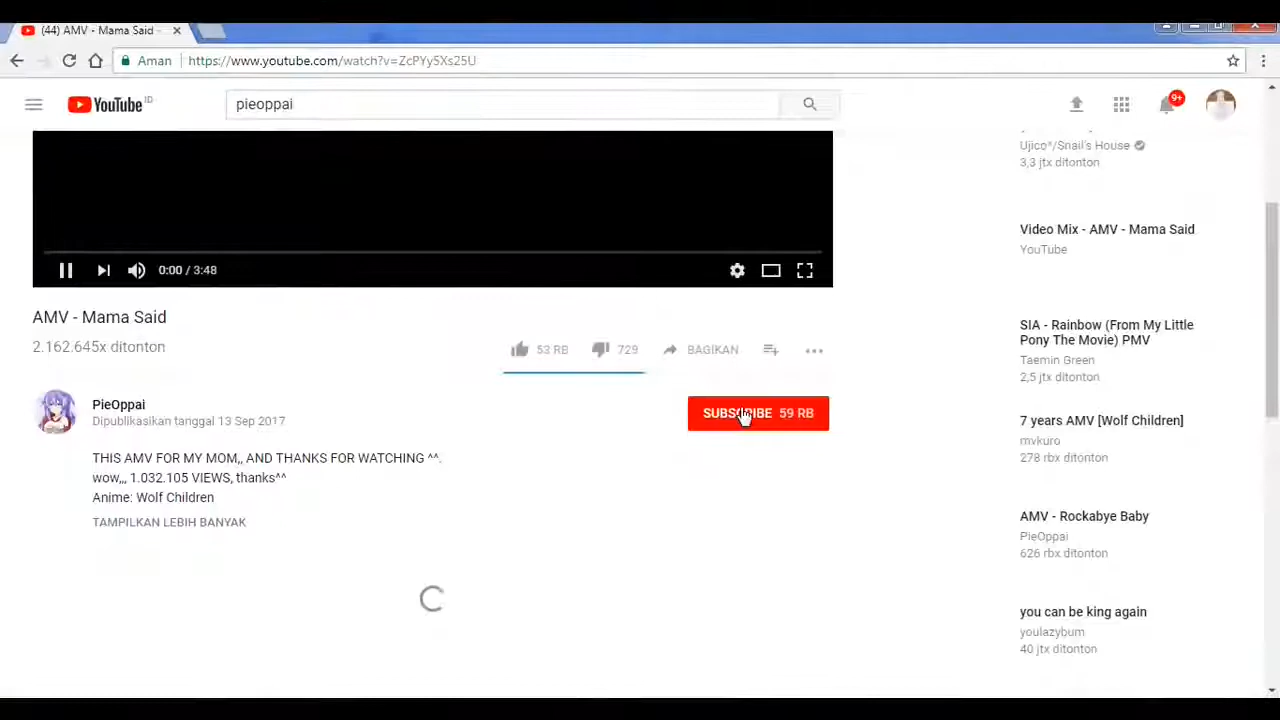 (44) AMV - Mama Said
Aman
https://www.youtube.com/watch?v=ZcPYy5Xs25U
YouTube ID
pieoppai
9+
Ujico*/Snail's House
3,3 jtx ditonton
Video Mix - AMV - Mama Said
YouTube
0:00 / 3:48
AMV - Mama Said
2.162.645x ditonton
53 RB
729
BAGIKAN
SIA - Rainbow (From My Little
Pony The Movie) PMV
Taemin Green
2,5 jtx ditonton
PieOppai
Dipublikasikan tanggal 13 Sep 2017
SUBSCRIBE 59 RB
7 years AMV [Wolf Children]
mvkuro
278 rbx ditonton
THIS AMV FOR MY MOM,, AND THANKS FOR WATCHING ^^.
wow,,, 1.032.105 VIEWS, thanks^^
Anime: Wolf Children
TAMPILKAN LEBIH BANYAK
AMV - Rockabye Baby
PieOppai
626 rbx ditonton
you can be king again
youlazybum
40 jtx ditonton